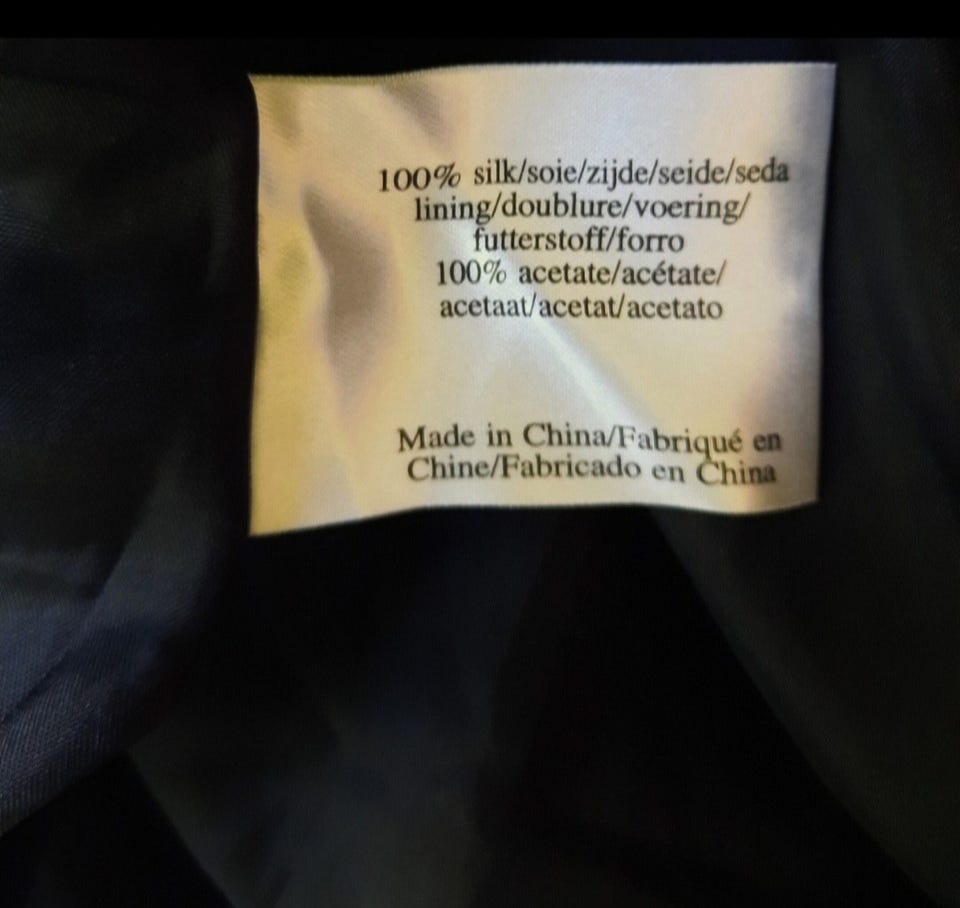 100% silk/soie/zijde/seide/seda
lining/doublure/voering/
futterstoff/forro
100% acetate/acétate/
acetaat/acetat/acetato
Made in China/Fabriqué en
Chine/Fabricado en China